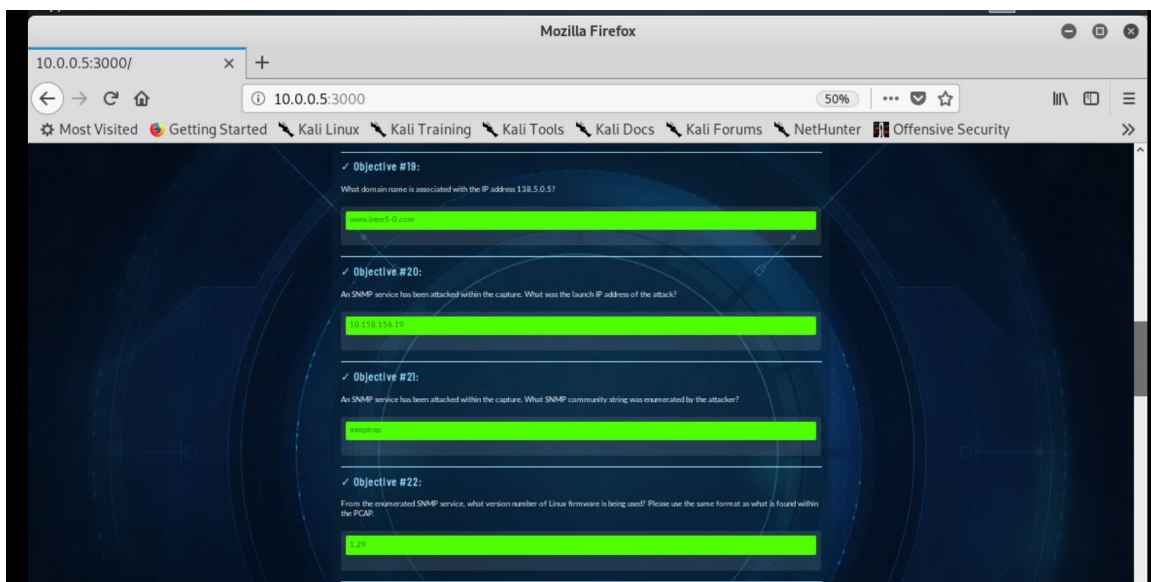 Mozilla Firefox
10.0.0.5:3000/
10.0.0.5:3000
50%
Most Visited Getting Started Kali Linux Kali Training Kali Tools Kali Docs Kali Forums NetHunter Offensive Security
✓ Objective #19:
What domain name is associated with the IP address 138.5.0.5?
www.inter5-0.com
✓ Objective #20:
An SNMP service has been attacked within the capture. What was the launch IP address of the attack?
10.158.156.19
✓ Objective #21:
An SNMP service has been attacked within the capture. What SNMP community string was enumerated by the attacker?
snmptrap
✓ Objective #22:
From the enumerated SNMP service, what version number of Linux firmware is being used? Please use the same format as what is found within
the PCAP.
1.29